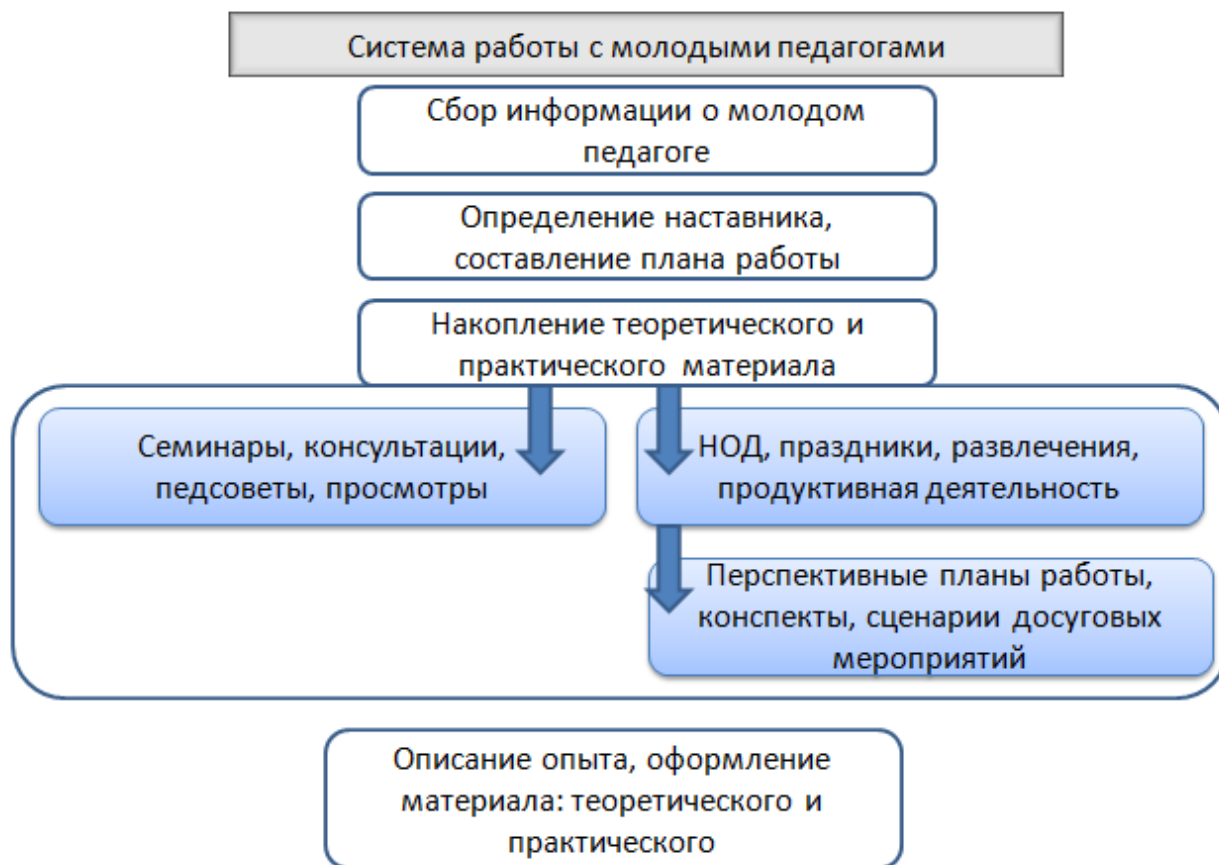 Система работы с молодыми педагогами
Сбор информации о молодом
педагоге
Определение наставника,
составление плана работы
Накопление теоретического и
практического материала
Семинары, консультации,
педсоветы, просмотры
НОД, праздники, развлечения,
продуктивная деятельность
Перспективные планы работы,
конспекты, сценарии досуговых
мероприятий
Описание опыта, оформление
материала: теоретического и
практического